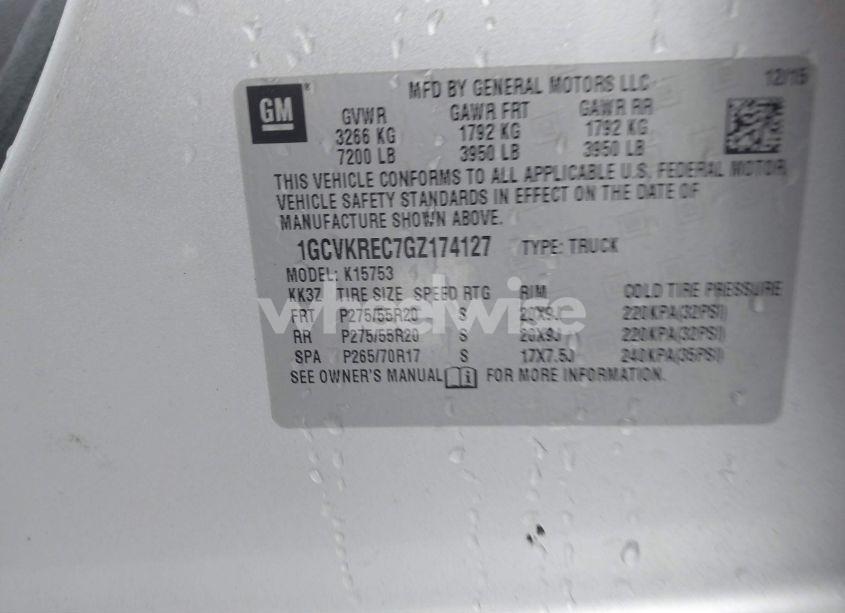 MFD BY GENERAL MOTORS LLC 12/15
GM
GVWR GAWR FRT GAWR RR
3266 KG 1792 KG 1792 KG
7200 LB 3950 LB 3950 LB
THIS VEHICLE CONFORMS TO ALL APPLICABLE U.S. FEDERAL MOTOR
VEHICLE SAFETY STANDARDS IN EFFECT ON THE DATE OF
MANUFACTURE SHOWN ABOVE.
1GCVKREC7GZ174127 TYPE: TRUCK
MODEL: K15753
KK3Z TIRE SIZE SPEED RTG RIM COLD TIRE PRESSURE
FRT P275/55R20 S 20X9J 220KPA(32PSI)
RR P275/55R20 S 20X9J 220KPA(32PSI)
SPA P265/70R17 S 17X7.5J 240KPA(35PSI)
SEE OWNER'S MANUAL FOR MORE INFORMATION.
wheelwire